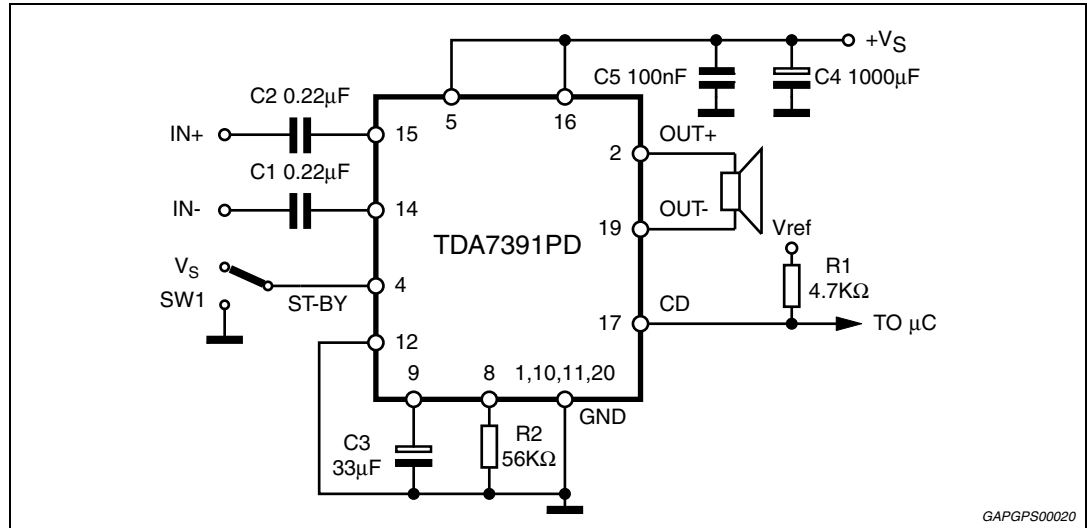 +VS
C5 100nF
C4 1000μF
C2 0.22μF
5
16
IN+
15
OUT+
2
C1 0.22μF
IN-
14
OUT-
19
TDA7391PD
Vref
VS
R1
4.7KΩ
SW1
ST-BY
4
CD
17
TO μC
12
9
8
1,10,11,20
GND
C3
33μF
R2
56KΩ
GAPGPS00020